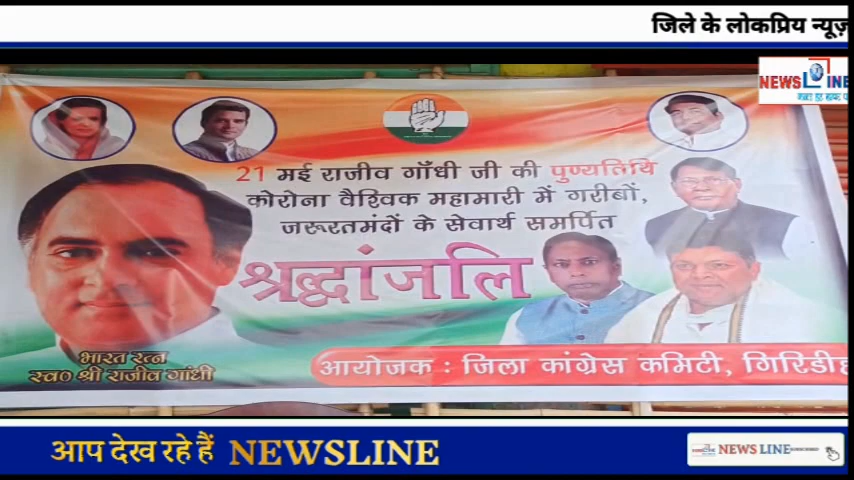 जिले के लोकप्रिय न्यूज़
NEWS LINE
21 मई राजीव गाँधी जी की पुण्यतिथि
कोरोना वैश्विक महामारी में गरीबों,
जरूरतमंदों के सेवार्थ समर्पित
श्रद्धांजलि
भारत रत्न
स्व० श्री राजीव गांधी
आयोजक : जिला कांग्रेस कमिटी, गिरिडीह
आप देख रहे हैं NEWSLINE
NEWS LINE